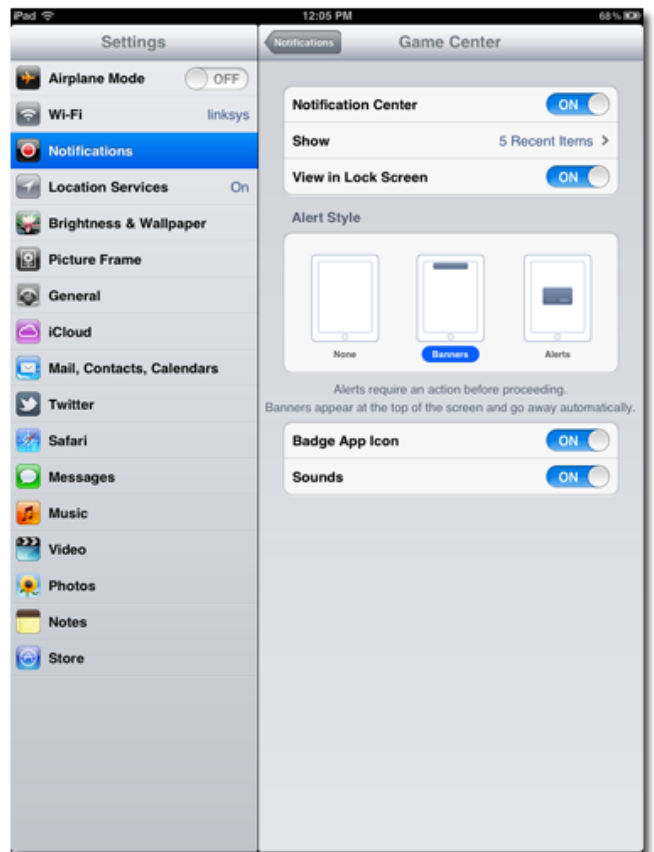 iPad 12:05 PM 68%
Settings
Airplane Mode OFF
Wi-Fi linksys
Notifications
Location Services On
Brightness & Wallpaper
Picture Frame
General
iCloud
Mail, Contacts, Calendars
Twitter
Safari
Messages
Music
Video
Photos
Notes
Store
Notifications Game Center
Notification Center ON
Show 5 Recent Items >
View in Lock Screen ON
Alert Style
None Banners Alerts
Alerts require an action before proceeding.
Banners appear at the top of the screen and go away automatically.
Badge App Icon ON
Sounds ON